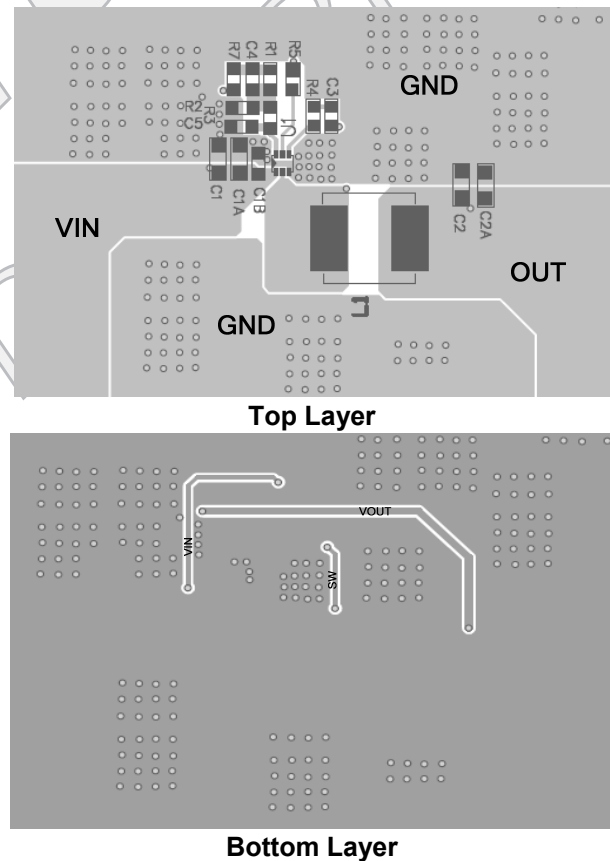 R7
C4
R1
R5
R4
C3
GND
R2
R3
C5
U1
C1
C1A
C1B
C2
C2A
VIN
OUT
GND
L1
Top Layer
VOUT
VIN
SW
Bottom Layer